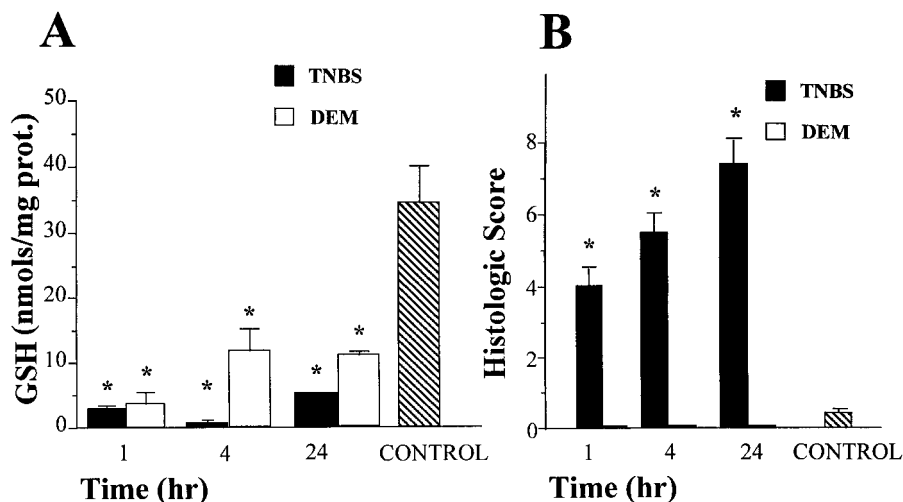 A
TNBS
DEM
GSH (nmols/mg prot.)
50
40
30
20
10
0
* * * * * *
1 4 24 CONTROL
Time (hr)
B
TNBS
DEM
Histologic Score
8
6
4
2
0
* * *
1 4 24 CONTROL
Time (hr)